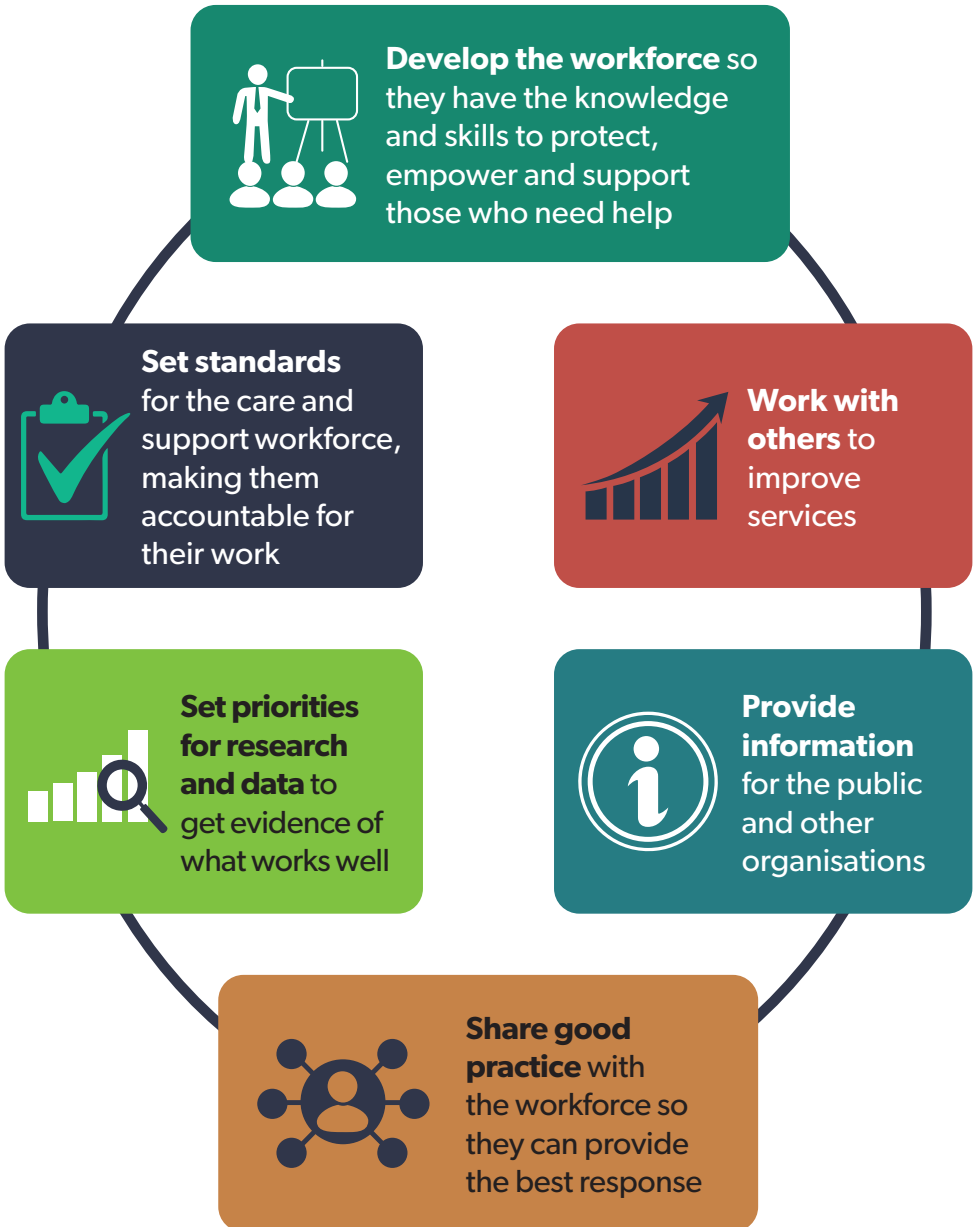 Develop the workforce so
they have the knowledge
and skills to protect,
empower and support
those who need help
Set standards
for the care and
support workforce,
making them
accountable for
their work
Work with
others to
improve
services
Set priorities
for research
and data to
get evidence of
what works well
Provide
information
for the public
and other
organisations
Share good
practice with
the workforce so
they can provide
the best response